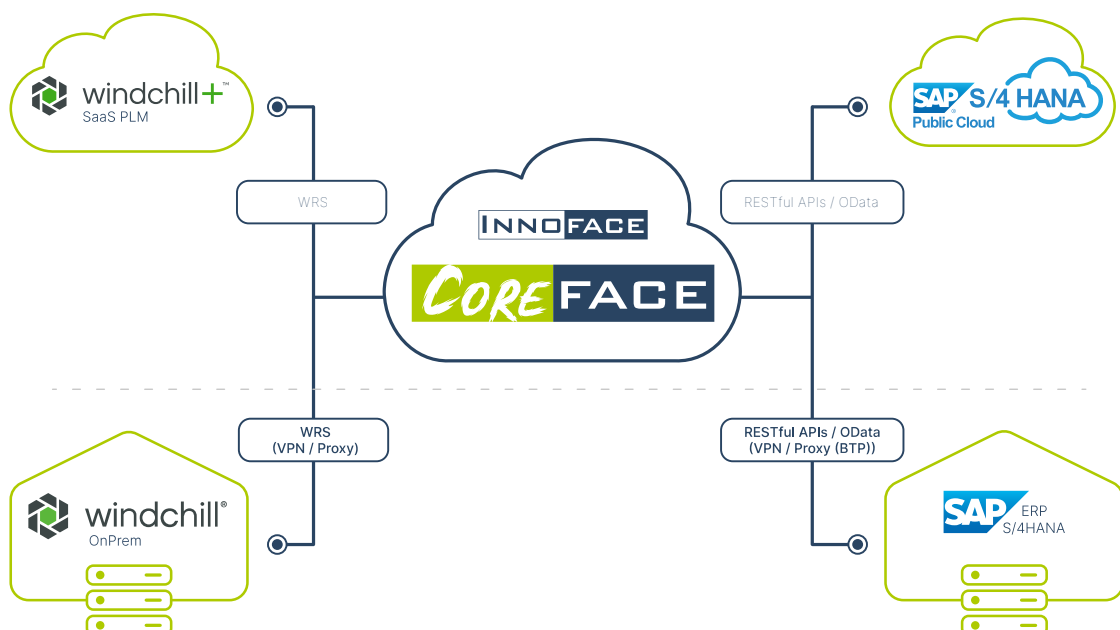 windchill+™
SaaS PLM
SAP® S/4 HANA
Public Cloud
WRS
RESTful APIs / OData
INNOFACE
COREFACE
WRS
(VPN / Proxy)
RESTful APIs / OData
(VPN / Proxy (BTP))
windchill®
OnPrem
SAP ERP
S/4HANA